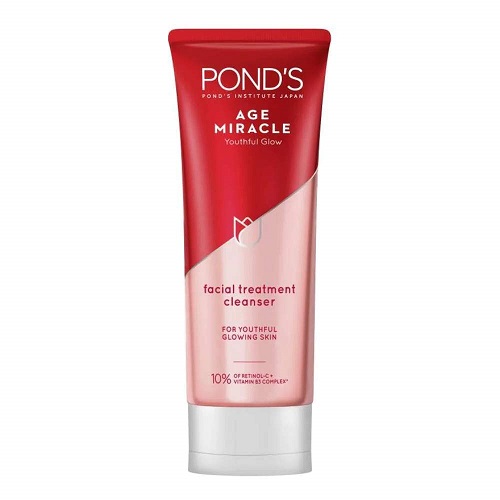 POND'S
POND'S INSTITUTE JAPAN
AGE
MIRACLE
Youthful Glow
facial treatment
cleanser
FOR YOUTHFUL
GLOWING SKIN
10% OF RETINOL-C +
VITAMIN B3 COMPLEX*